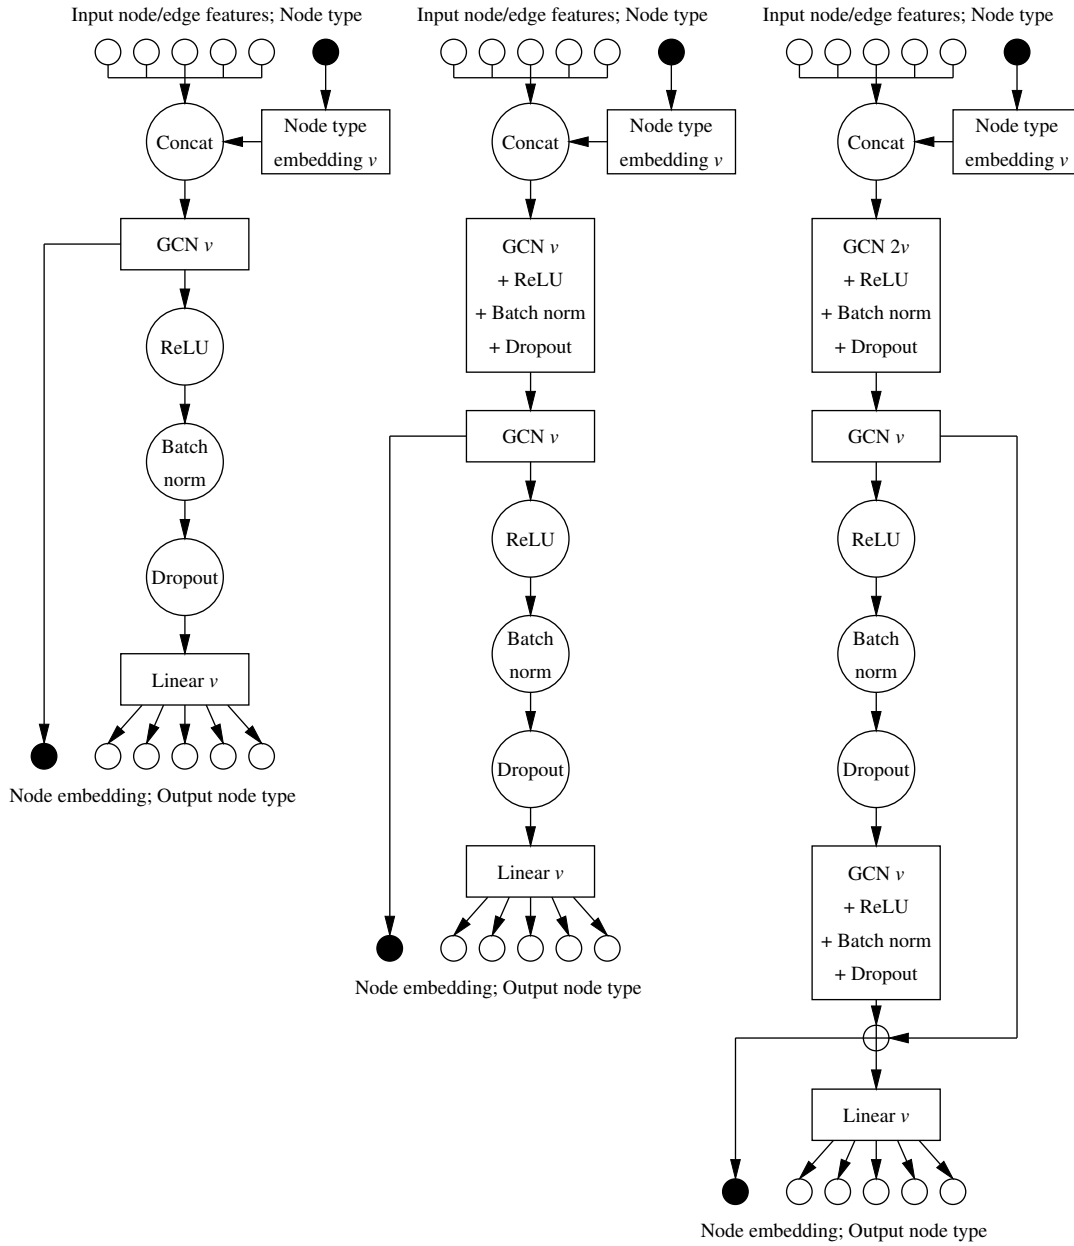 Input node/edge features; Node type
Concat
Node type
embedding v
GCN v
ReLU
Batch
norm
Dropout
Linear v
Node embedding; Output node type
Input node/edge features; Node type
Concat
Node type
embedding v
GCN v
+ ReLU
+ Batch norm
+ Dropout
GCN v
ReLU
Batch
norm
Dropout
Linear v
Node embedding; Output node type
Input node/edge features; Node type
Concat
Node type
embedding v
GCN 2v
+ ReLU
+ Batch norm
+ Dropout
GCN v
ReLU
Batch
norm
Dropout
GCN v
+ ReLU
+ Batch norm
+ Dropout
Linear v
Node embedding; Output node type